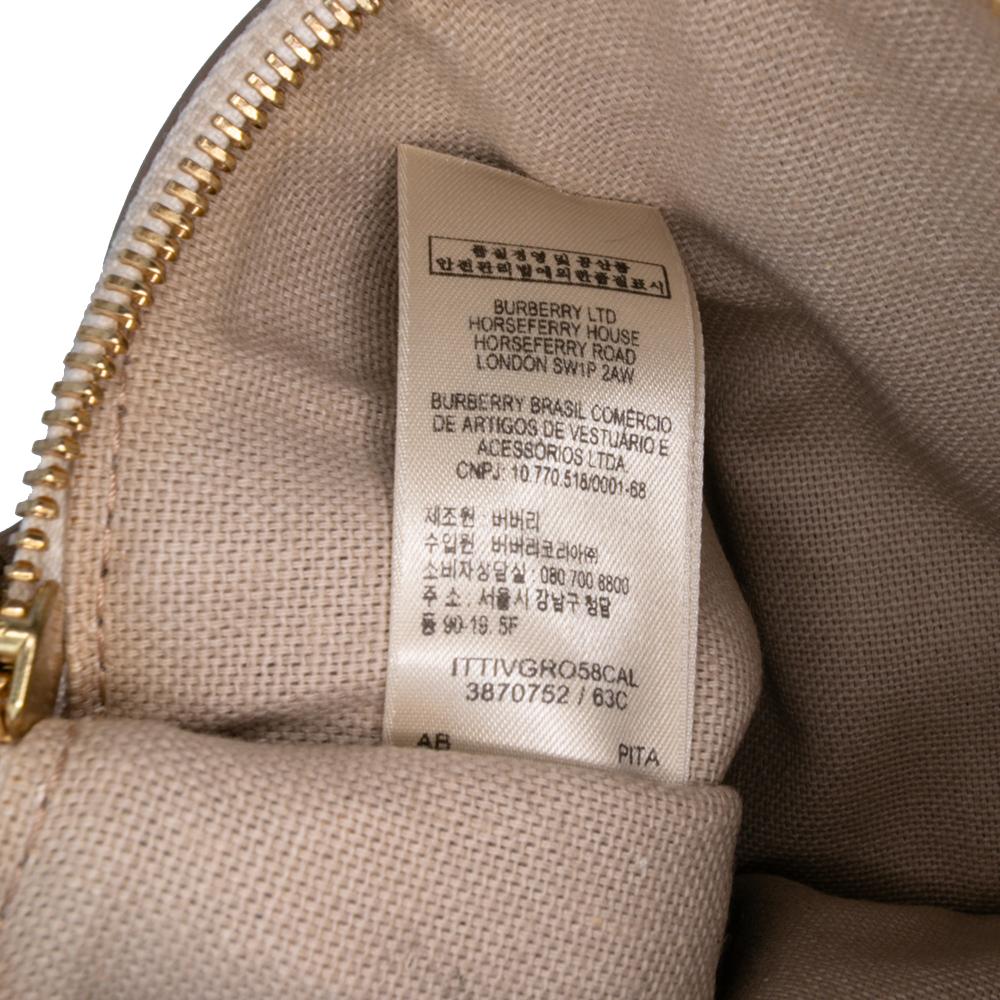 품질경영 및 공산품
안전관리법에의한품질표시
BURBERRY LTD
HORSEFERRY HOUSE
HORSEFERRY ROAD
LONDON SW1P 2AW
BURBERRY BRASIL COMÉRCIO
DE ARTIGOS DE VESTUÁRIO E
ACESSÓRIOS LTDA.
CNPJ: 10.770.518/0001-68
제조원 버버리
수입원 버버리코리아㈜
소비자상담실 : 080 700 8800
주 소 : 서울시 강남구 청담
동 90-19. 5F
ITTIVGRO58CAL
3870752 / 63C
AB PITA